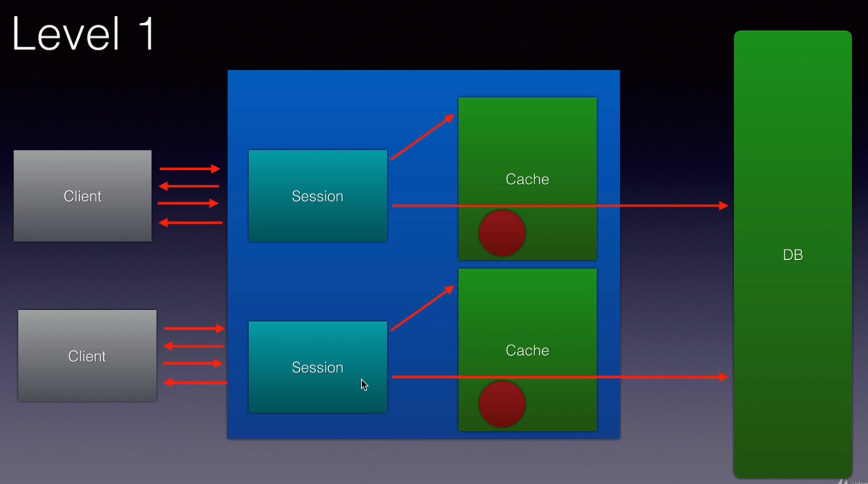 Level 1
Client
Session
Cache
DB
Client
Session
Cache